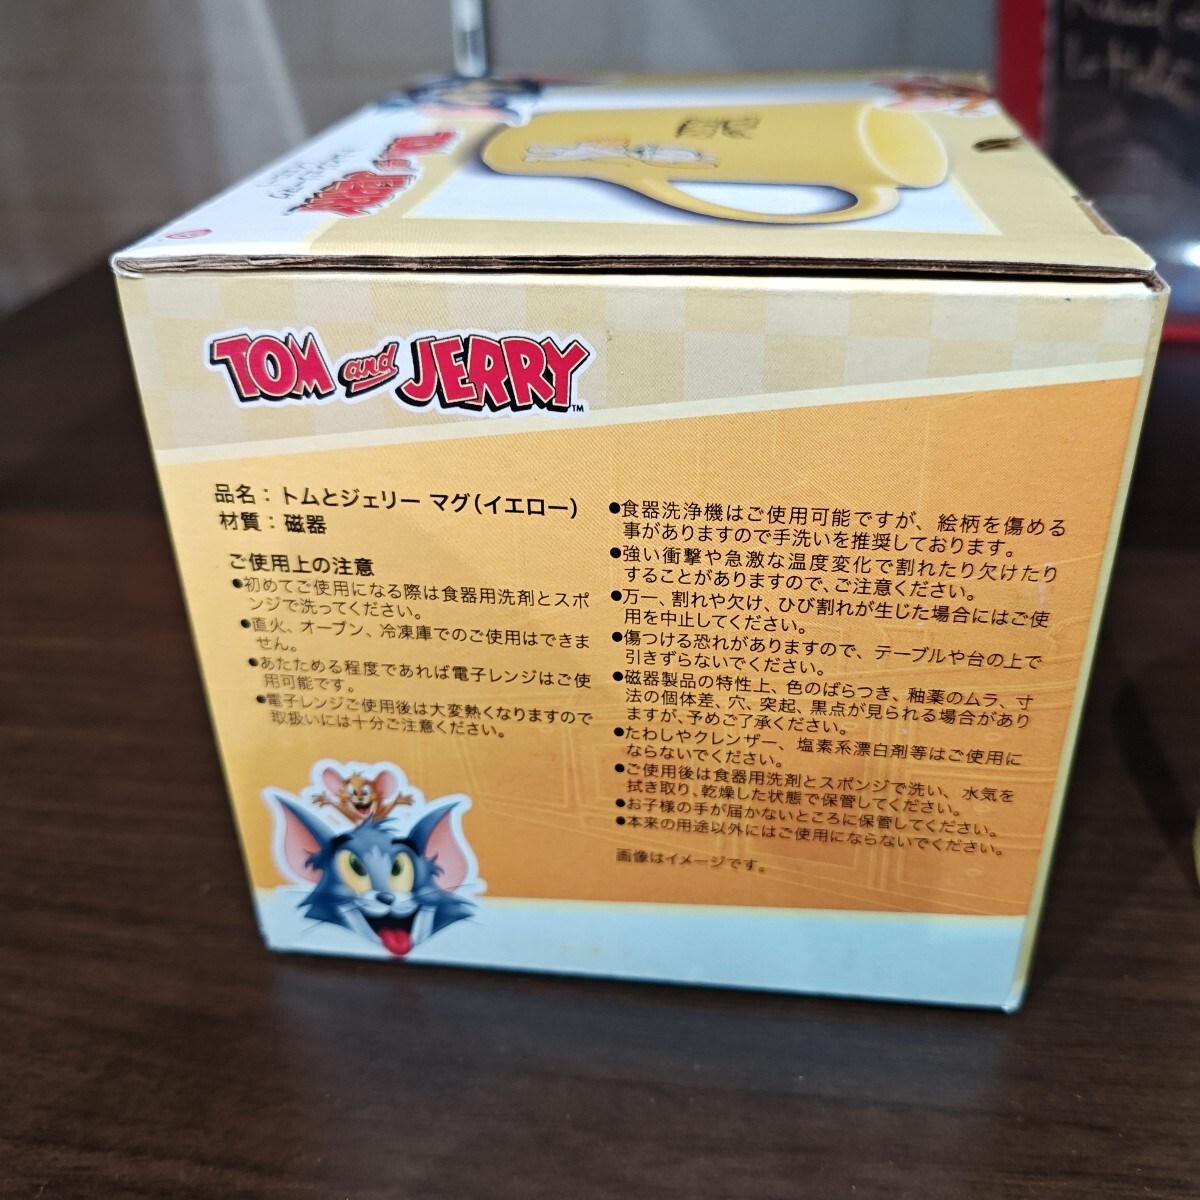 TOM and JERRY™
品名：トムとジェリー マグ(イエロー)
材質：磁器
ご使用上の注意
●初めてご使用になる際は食器用洗剤とスポ
ンジで洗ってください。
●直火、オーブン、冷凍庫でのご使用はできま
せん。
●あたためる程度であれば電子レンジはご使
用可能です。
●電子レンジご使用後は大変熱くなりますので
取扱いには十分ご注意ください。
●食器洗浄機はご使用可能ですが、絵柄を傷める
事がありますので手洗いを推奨しております。
●強い衝撃や急激な温度変化で割れたり欠けたり
することがありますので、ご注意ください。
●万一、割れや欠け、ひび割れが生じた場合にはご使
用を中止してください。
●傷つける恐れがありますので、テーブルや台の上で
引きずらないでください。
●磁器製品の特性上、色のばらつき、釉薬のムラ、寸
法の個体差、穴、突起、黒点が見られる場合があり
ますが、予めご了承ください。
●たわしやクレンザー、塩素系漂白剤等はご使用に
ならないでください。
●ご使用後は食器用洗剤とスポンジで洗い、水気を
拭き取り、乾燥した状態で保管してください。
●お子様の手が届かないところに保管してください。
●本来の用途以外にはご使用にならないでください。
画像はイメージです。
TOM and JERRY